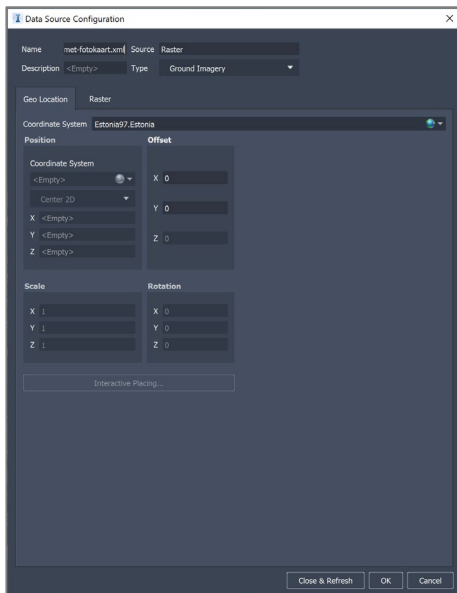 Data Source Configuration
Name met-fotokaart.xml Source Raster
Description <Empty> Type Ground Imagery
Geo Location Raster
Coordinate System Estonia97.Estonia
Position Offset
Coordinate System
<Empty>
Center 2D
X <Empty>
Y <Empty>
Z <Empty>
X 0
Y 0
Z 0
Scale Rotation
X 1 X 0
Y 1 Y 0
Z 1 Z 0
Interactive Placing...
Close & Refresh OK Cancel